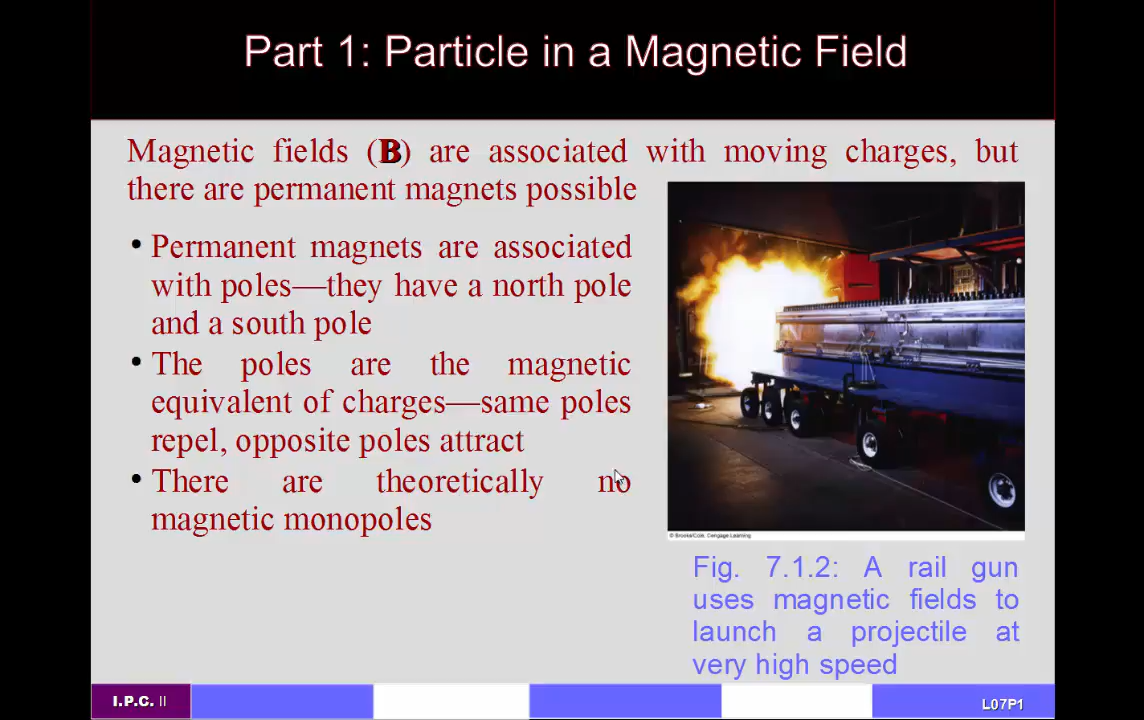 Part 1: Particle in a Magnetic Field
Magnetic fields (B) are associated with moving charges, but
there are permanent magnets possible
• Permanent magnets are associated
with poles—they have a north pole
and a south pole
• The poles are the magnetic
equivalent of charges—same poles
repel, opposite poles attract
• There are theoretically no
magnetic monopoles
© Brooks/Cole, Cengage Learning
Fig. 7.1.2: A rail gun
uses magnetic fields to
launch a projectile at
very high speed
I.P.C. II
L07P1